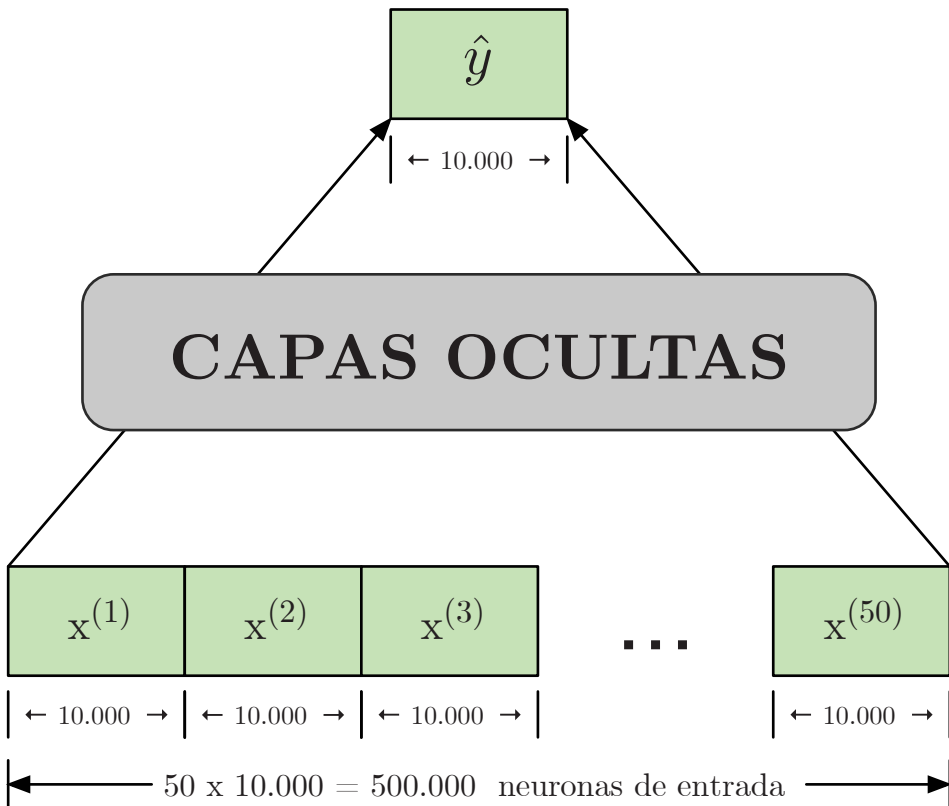 ŷ
← 10.000 →
CAPAS OCULTAS
x⁽¹⁾ x⁽²⁾ x⁽³⁾ ... x⁽⁵⁰⁾
← 10.000 → ← 10.000 → ← 10.000 → ← 10.000 →
50 x 10.000 = 500.000 neuronas de entrada